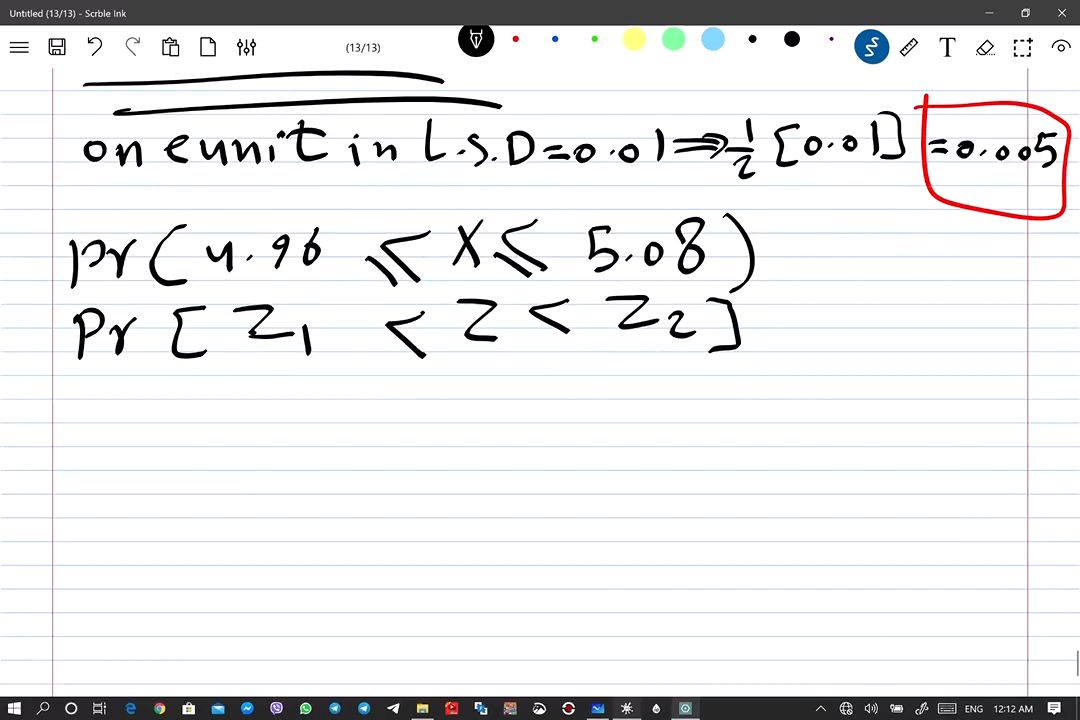 Untitled (13/13) - Scrble Ink
(13/13)
T
on eunnit in L.S.D=0.01⇒1/2 [0.01] =0.005
pr(4.96 ≤ X ≤ 5.08)
Pr [Z1 < Z < Z2]
ENG 12:12 AM